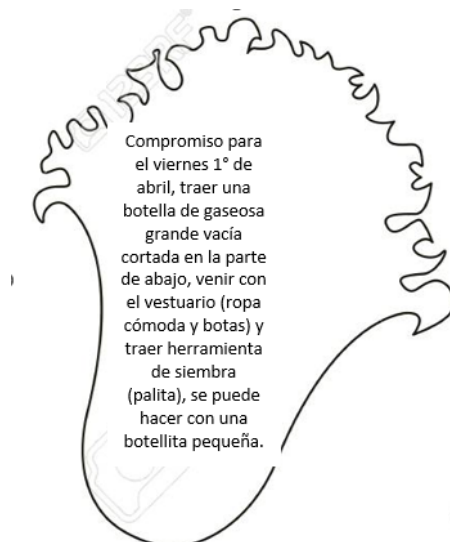 Compromiso para
el viernes 1° de
abril, traer una
botella de gaseosa
grande vacía
cortada en la parte
de abajo, venir con
el vestuario (ropa
cómoda y botas) y
traer herramienta
de siembra
(palita), se puede
hacer con una
botellita pequeña.